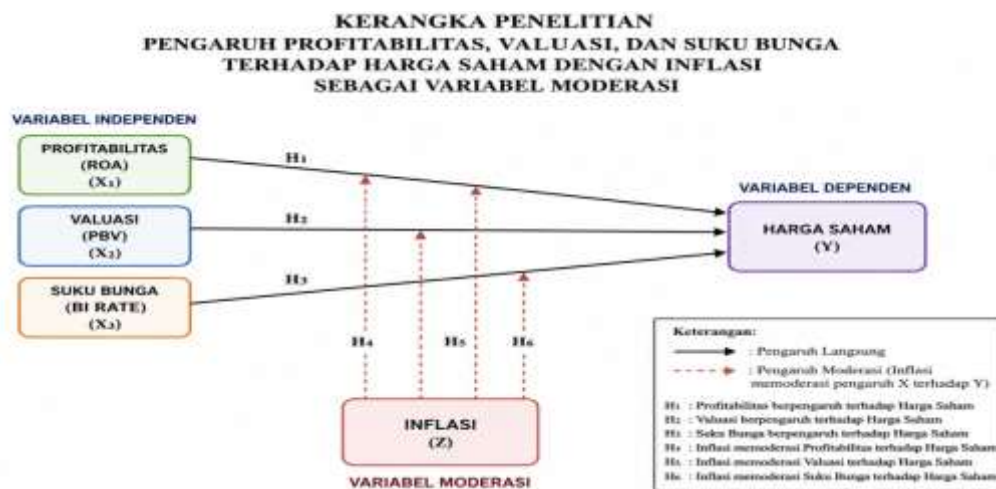 KERANGKA PENELITIAN
PENGARUH PROFITABILITAS, VALUASI, DAN SUKU BUNGA
TERHADAP HARGA SAHAM DENGAN INFLASI
SEBAGAI VARIABEL MODERASI
VARIABEL INDEPENDEN
PROFITABILITAS
(ROA)
(X₁)
VALUASI
(PBV)
(X₂)
SUKU BUNGA
(BI RATE)
(X₃)
H₁
H₂
H₃
H₄
H₅
H₆
VARIABEL DEPENDEN
HARGA SAHAM
(Y)
INFLASI
(Z)
VARIABEL MODERASI
Keterangan:
: Pengaruh Langsung
: Pengaruh Moderasi (Inflasi
memoderasi pengaruh X terhadap Y)
H₁ : Profitabilitas berpengaruh terhadap Harga Saham
H₂ : Valuasi berpengaruh terhadap Harga Saham
H₃ : Suku Bunga berpengaruh terhadap Harga Saham
H₄ : Inflasi memoderasi Profitabilitas terhadap Harga Saham
H₅ : Inflasi memoderasi Valuasi terhadap Harga Saham
H₆ : Inflasi memoderasi Suku Bunga terhadap Harga Saham